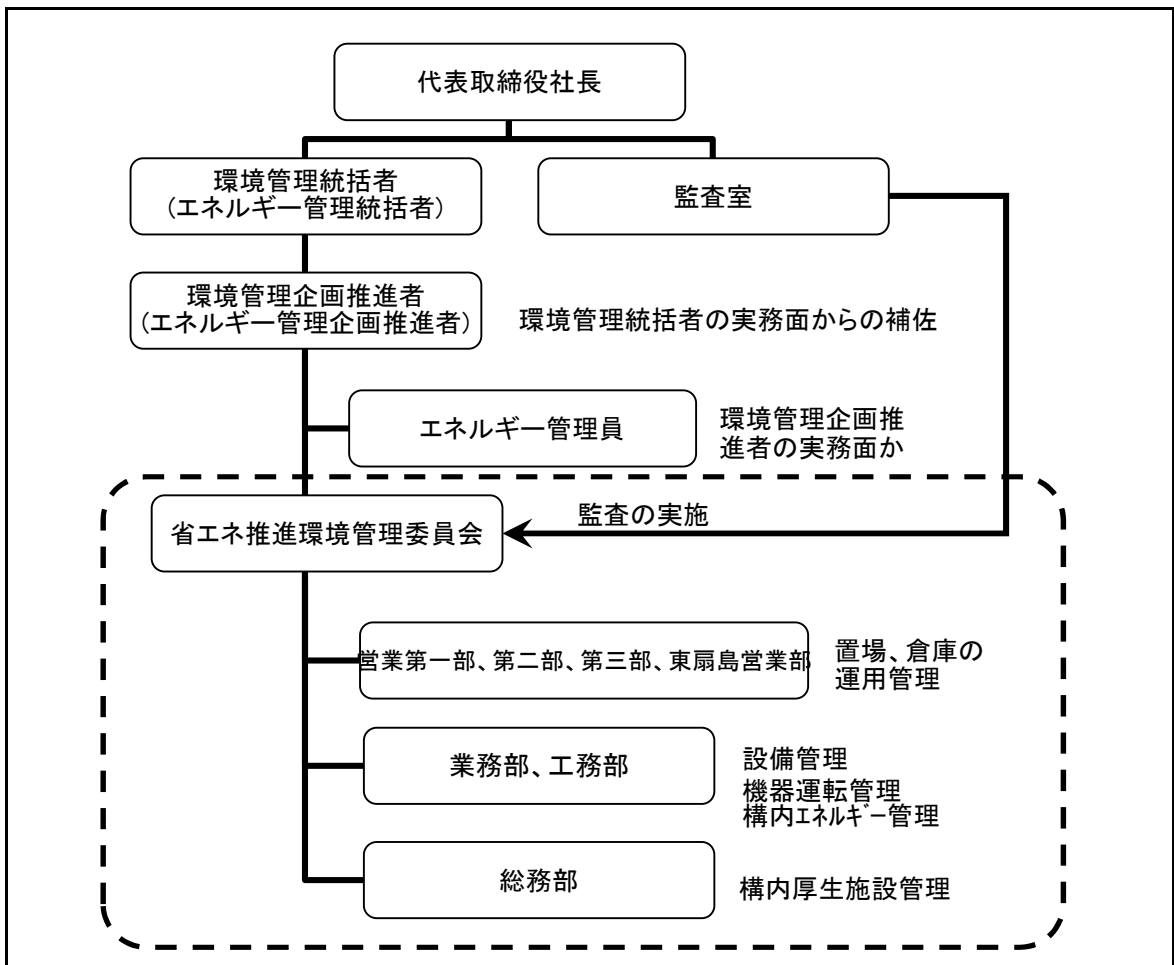 代表取締役社長
環境管理統括者
(エネルギー管理統括者)
監査室
環境管理企画推進者
(エネルギー管理企画推進者)
環境管理統括者の実務面からの補佐
エネルギー管理員
環境管理企画推
進者の実務面か
省エネ推進環境管理委員会
監査の実施
営業第一部、第二部、第三部、東扇島営業部
置場、倉庫の
運用管理
業務部、工務部
設備管理
機器運転管理
構内ｴﾈﾙｷﾞｰ管理
総務部
構内厚生施設管理